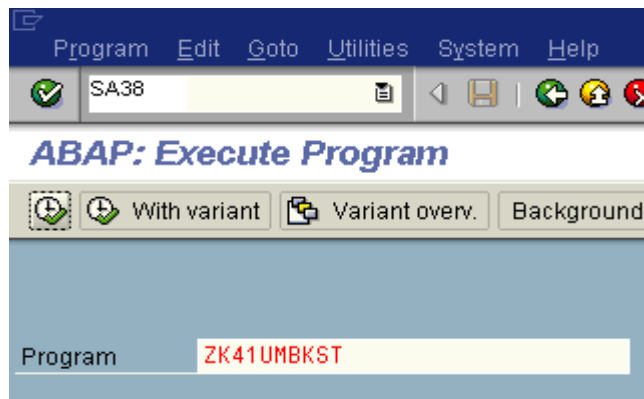 Program Edit Goto Utilities System Help
SA38
ABAP: Execute Program
With variant Variant overv. Background
Program ZK41UMBKST